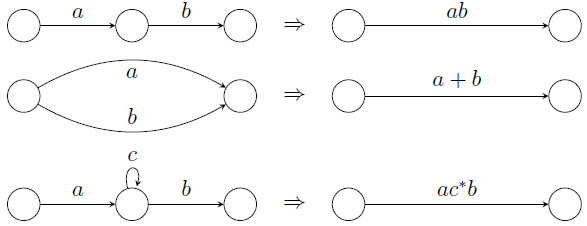 a b ⇒ ab
a
b
⇒ a + b
c
a b ⇒ ac*b